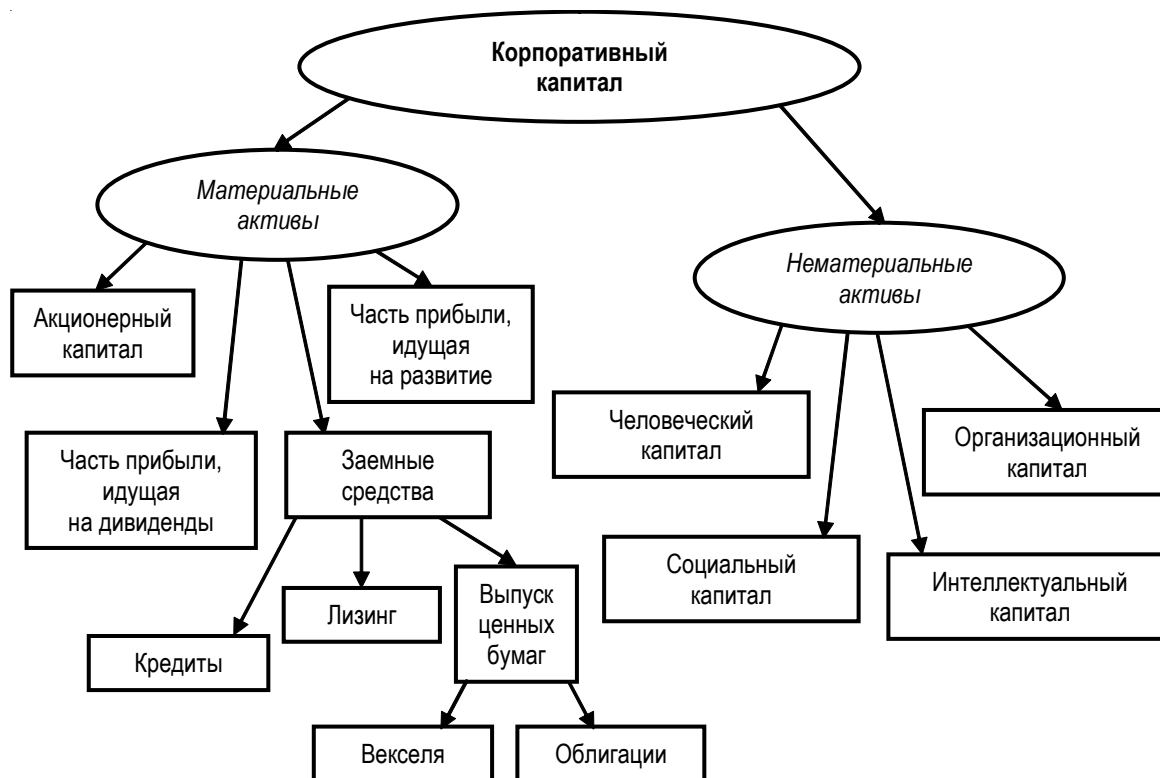 Корпоративный
капитал
Материальные
активы
Нематериальные
активы
Акционерный
капитал
Часть прибыли,
идущая
на развитие
Человеческий
капитал
Организационный
капитал
Часть прибыли,
идущая
на дивиденды
Заемные
средства
Социальный
капитал
Интеллектуальный
капитал
Лизинг
Выпуск
ценных
бумаг
Кредиты
Векселя
Облигации